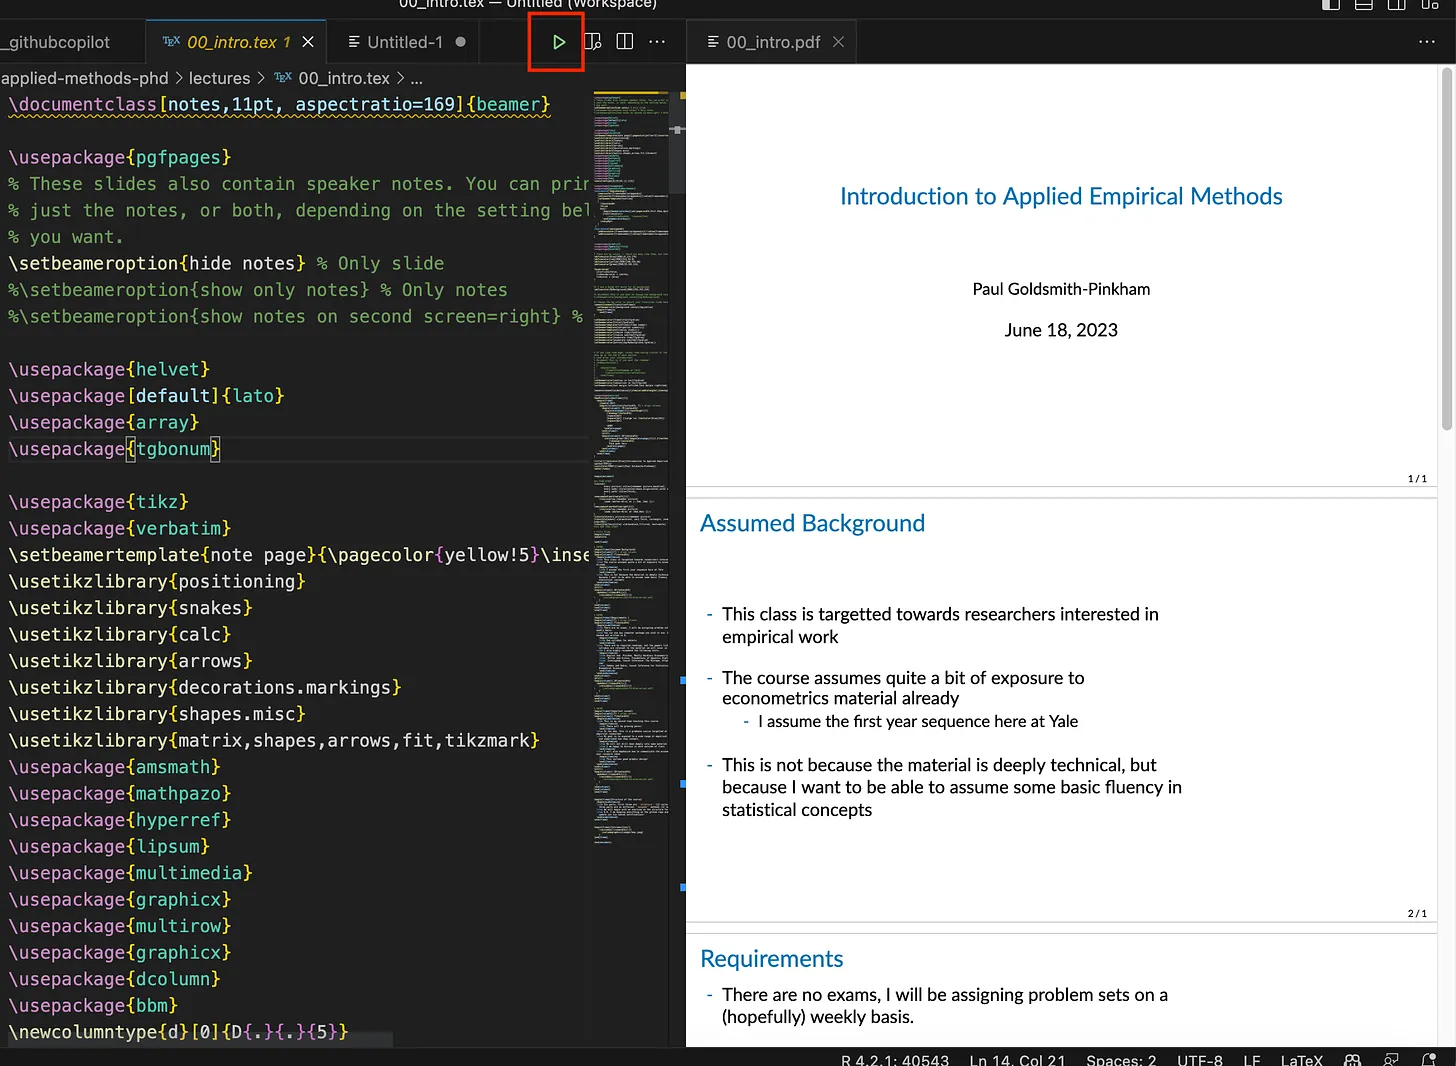 00_intro.tex — Untitled (Workspace)
_githubcopilot
TEX 00_intro.tex 1
Untitled-1
00_intro.pdf
applied-methods-phd > lectures > TEX 00_intro.tex > ...
\documentclass[notes,11pt, aspectratio=169]{beamer}
\usepackage{pgfpages}
% These slides also contain speaker notes. You can prin
% just the notes, or both, depending on the setting bel
% you want.
\setbeameroption{hide notes} % Only slide
%\setbeameroption{show only notes} % Only notes
%\setbeameroption{show notes on second screen=right} %
\usepackage{helvet}
\usepackage[default]{lato}
\usepackage{array}
\usepackage{tgbonum}
\usepackage{tikz}
\usepackage{verbatim}
\setbeamertemplate{note page}{\pagecolor{yellow!5}\inse
\usetikzlibrary{positioning}
\usetikzlibrary{snakes}
\usetikzlibrary{calc}
\usetikzlibrary{arrows}
\usetikzlibrary{decorations.markings}
\usetikzlibrary{shapes.misc}
\usetikzlibrary{matrix,shapes,arrows,fit,tikzmark}
\usepackage{amsmath}
\usepackage{mathpazo}
\usepackage{hyperref}
\usepackage{lipsum}
\usepackage{multimedia}
\usepackage{graphicx}
\usepackage{multirow}
\usepackage{graphicx}
\usepackage{dcolumn}
\usepackage{bbm}
\newcolumntype{d}[0]{D{.}{.}{5}}
Introduction to Applied Empirical Methods
Paul Goldsmith-Pinkham
June 18, 2023
1/1
Assumed Background
- This class is targetted towards researchers interested in
empirical work
- The course assumes quite a bit of exposure to
econometrics material already
- I assume the first year sequence here at Yale
- This is not because the material is deeply technical, but
because I want to be able to assume some basic fluency in
statistical concepts
2/1
Requirements
- There are no exams, I will be assigning problem sets on a
(hopefully) weekly basis.
R 4.2.1: 40543 Ln 14, Col 21 Spaces: 2 UTF-8 LF LaTeX